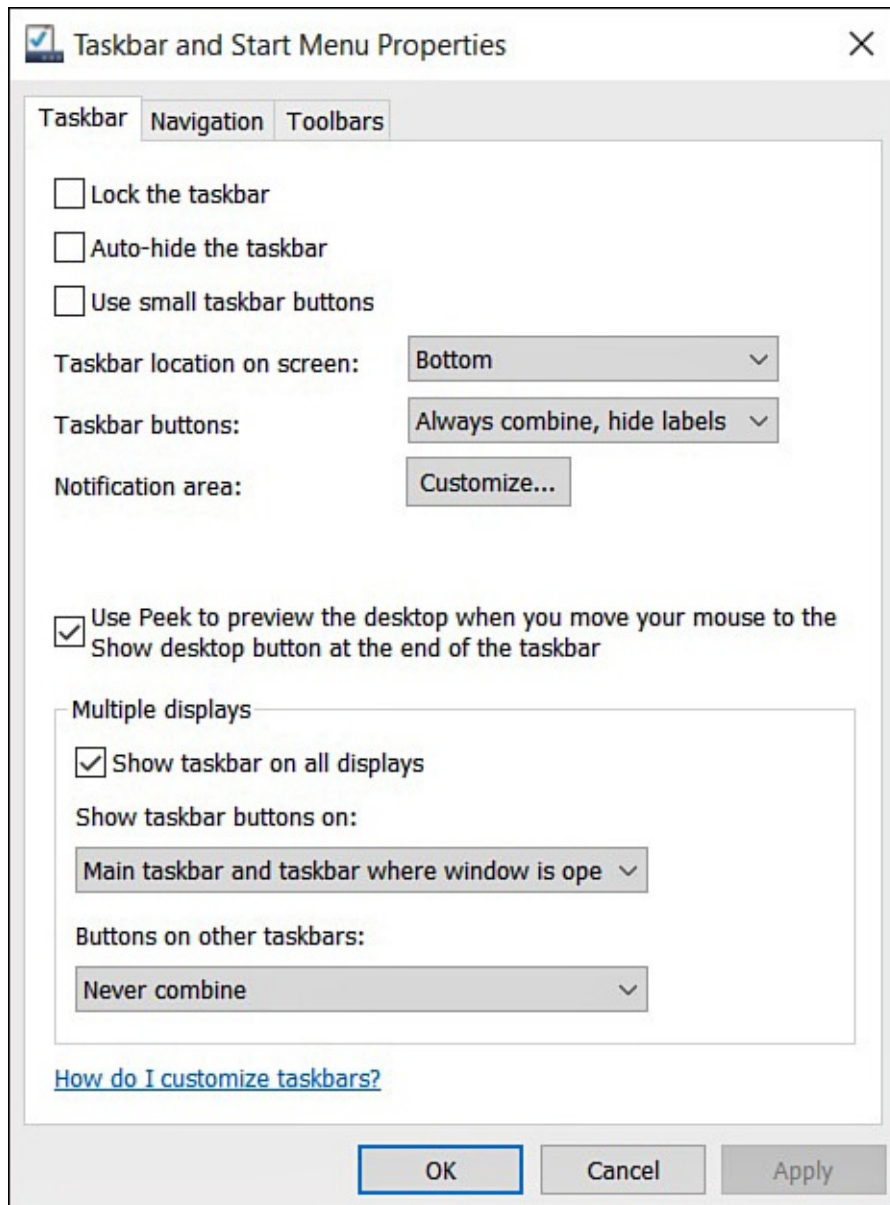 Taskbar and Start Menu Properties
Taskbar Navigation Toolbars
Lock the taskbar
Auto-hide the taskbar
Use small taskbar buttons
Taskbar location on screen: Bottom
Taskbar buttons: Always combine, hide labels
Notification area: Customize...
Use Peek to preview the desktop when you move your mouse to the
Show desktop button at the end of the taskbar
Multiple displays
Show taskbar on all displays
Show taskbar buttons on:
Main taskbar and taskbar where window is ope
Buttons on other taskbars:
Never combine
How do I customize taskbars?
OK Cancel Apply